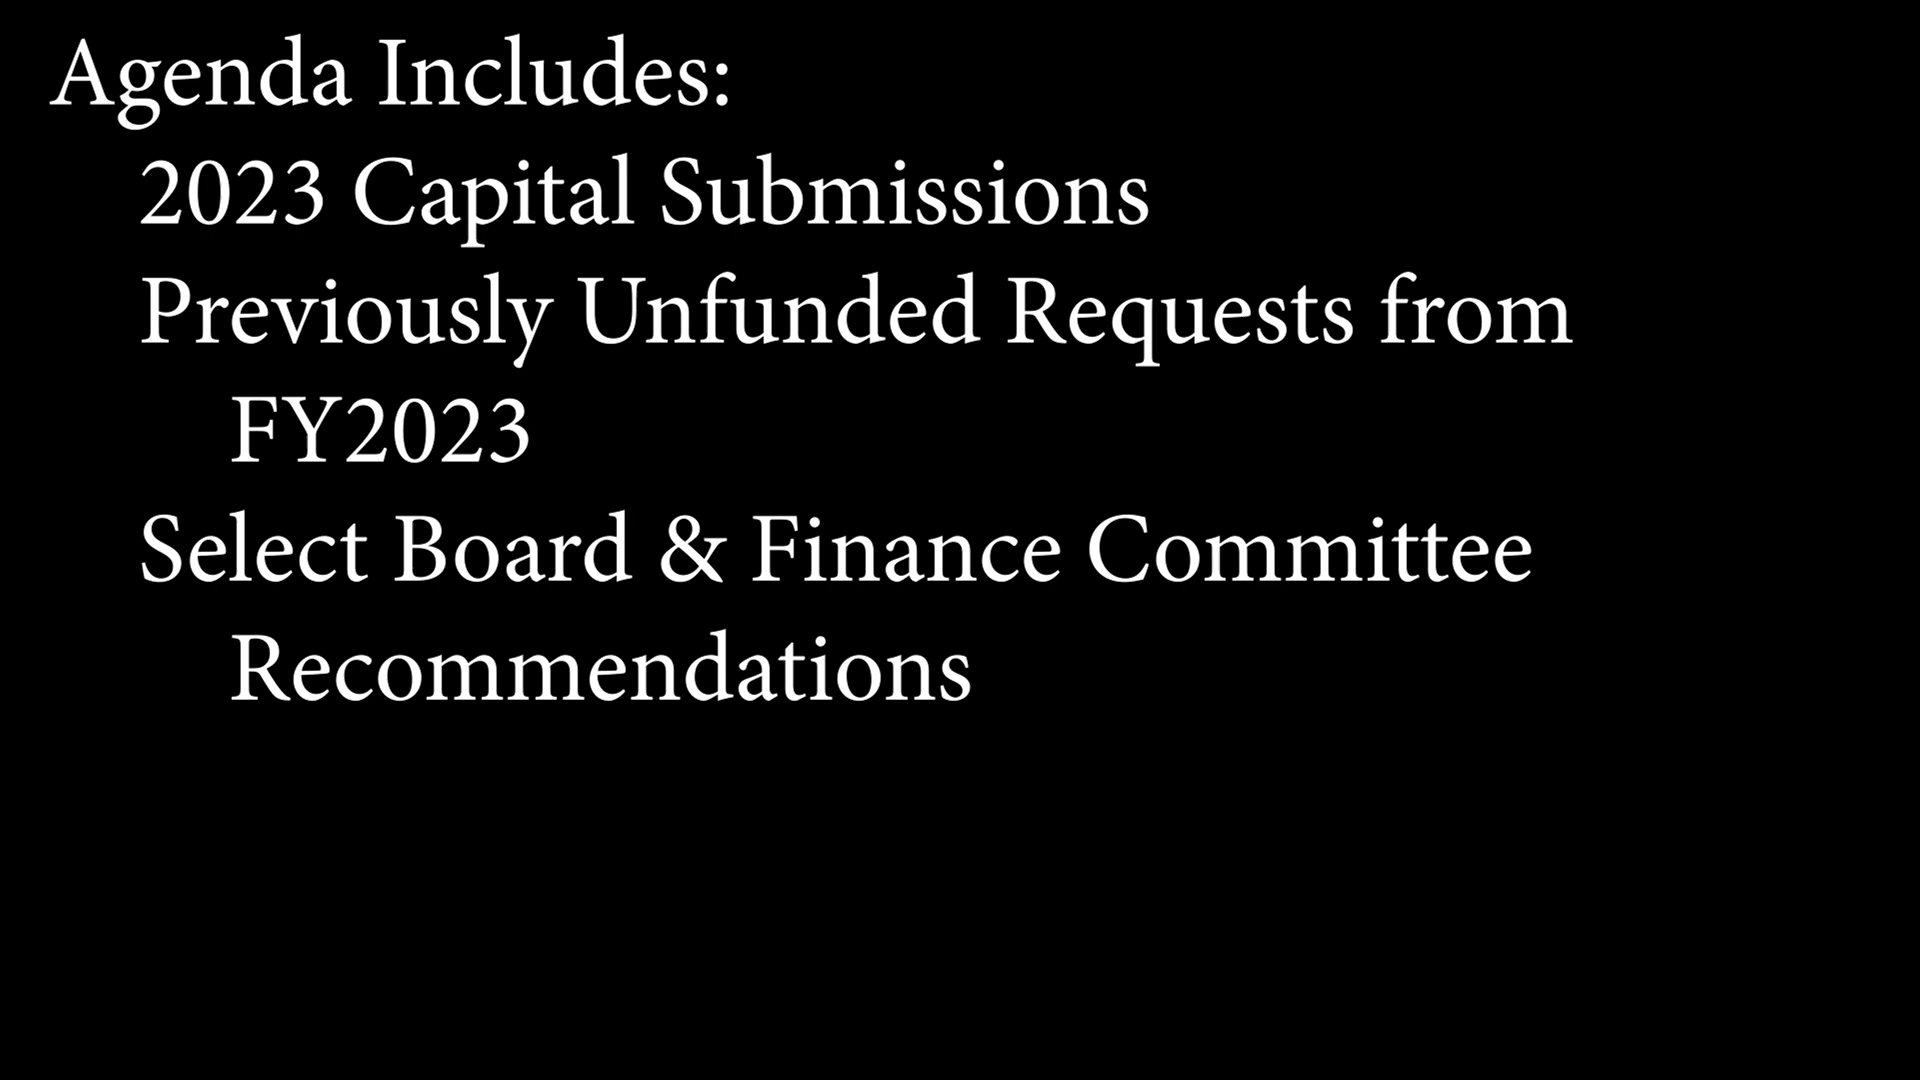 Agenda Includes:
2023 Capital Submissions
Previously Unfunded Requests from
FY2023
Select Board & Finance Committee
Recommendations